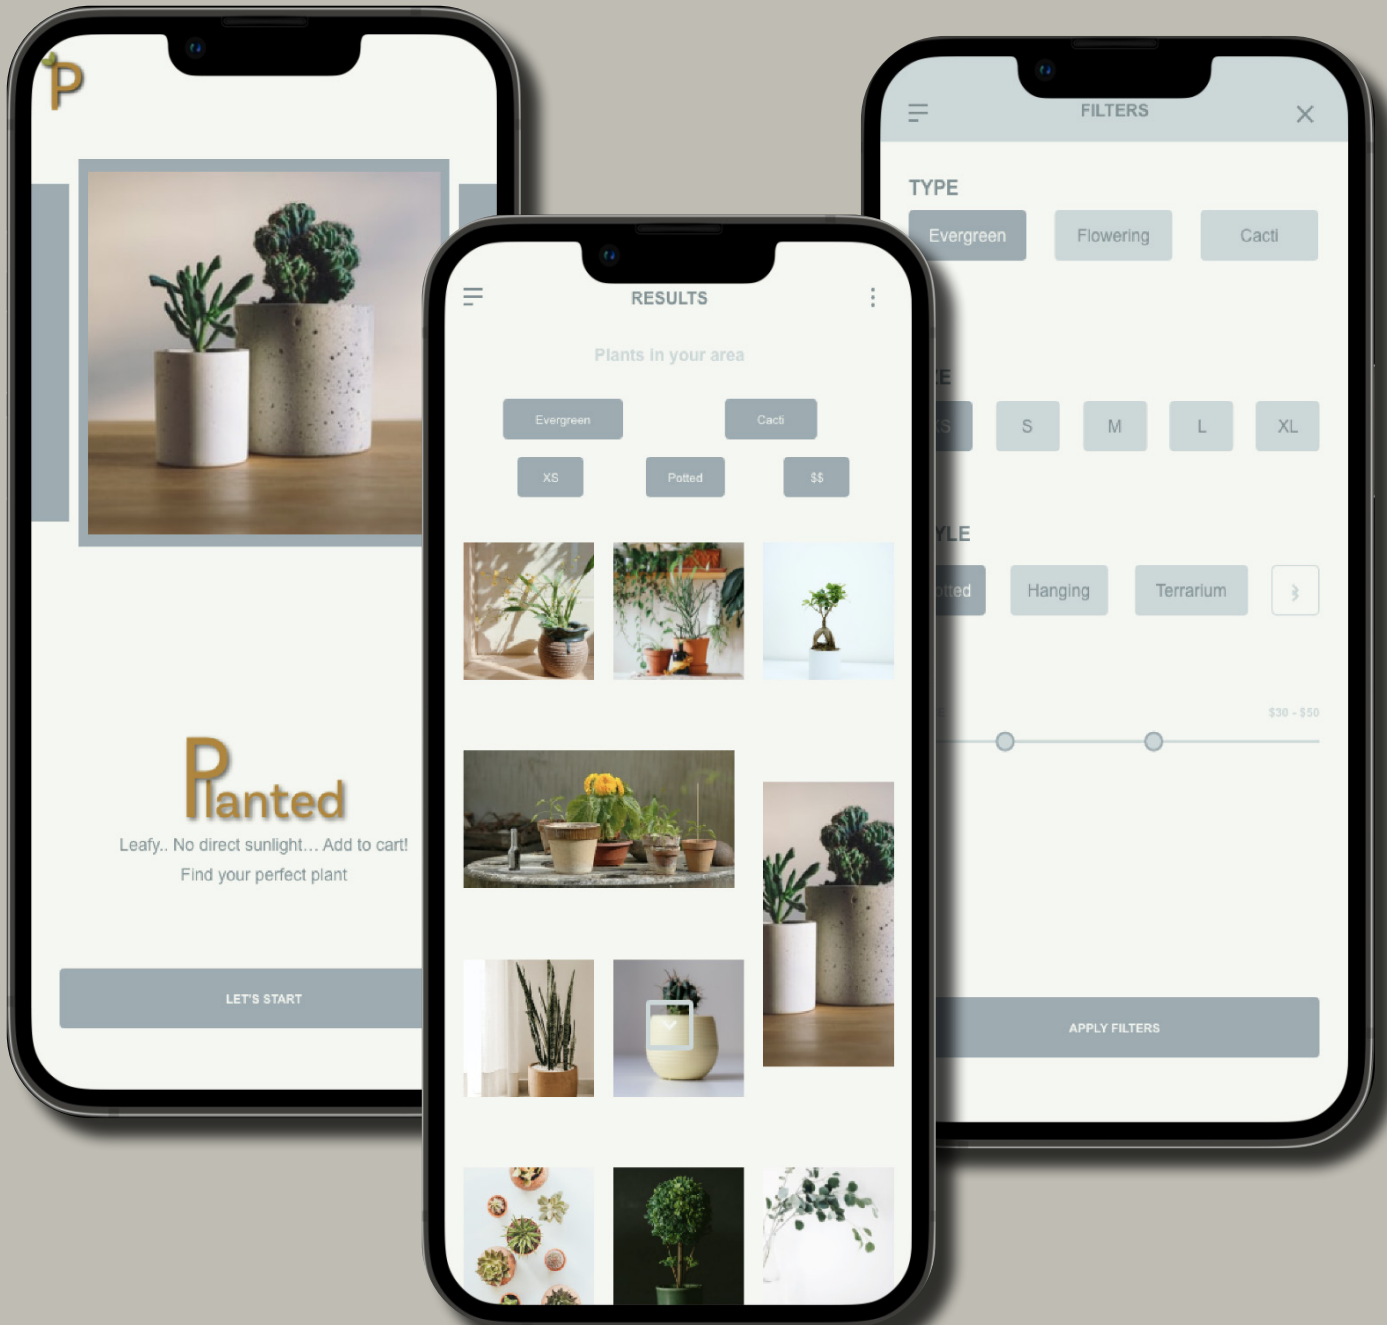 P
Planted
Leafy.. No direct sunlight... Add to cart!
Find your perfect plant
LET'S START
RESULTS
Plants in your area
Evergreen Cacti
XS Potted $$
FILTERS
TYPE
Evergreen Flowering Cacti
S M L XL
Hanging Terrarium
$30 - $50
APPLY FILTERS